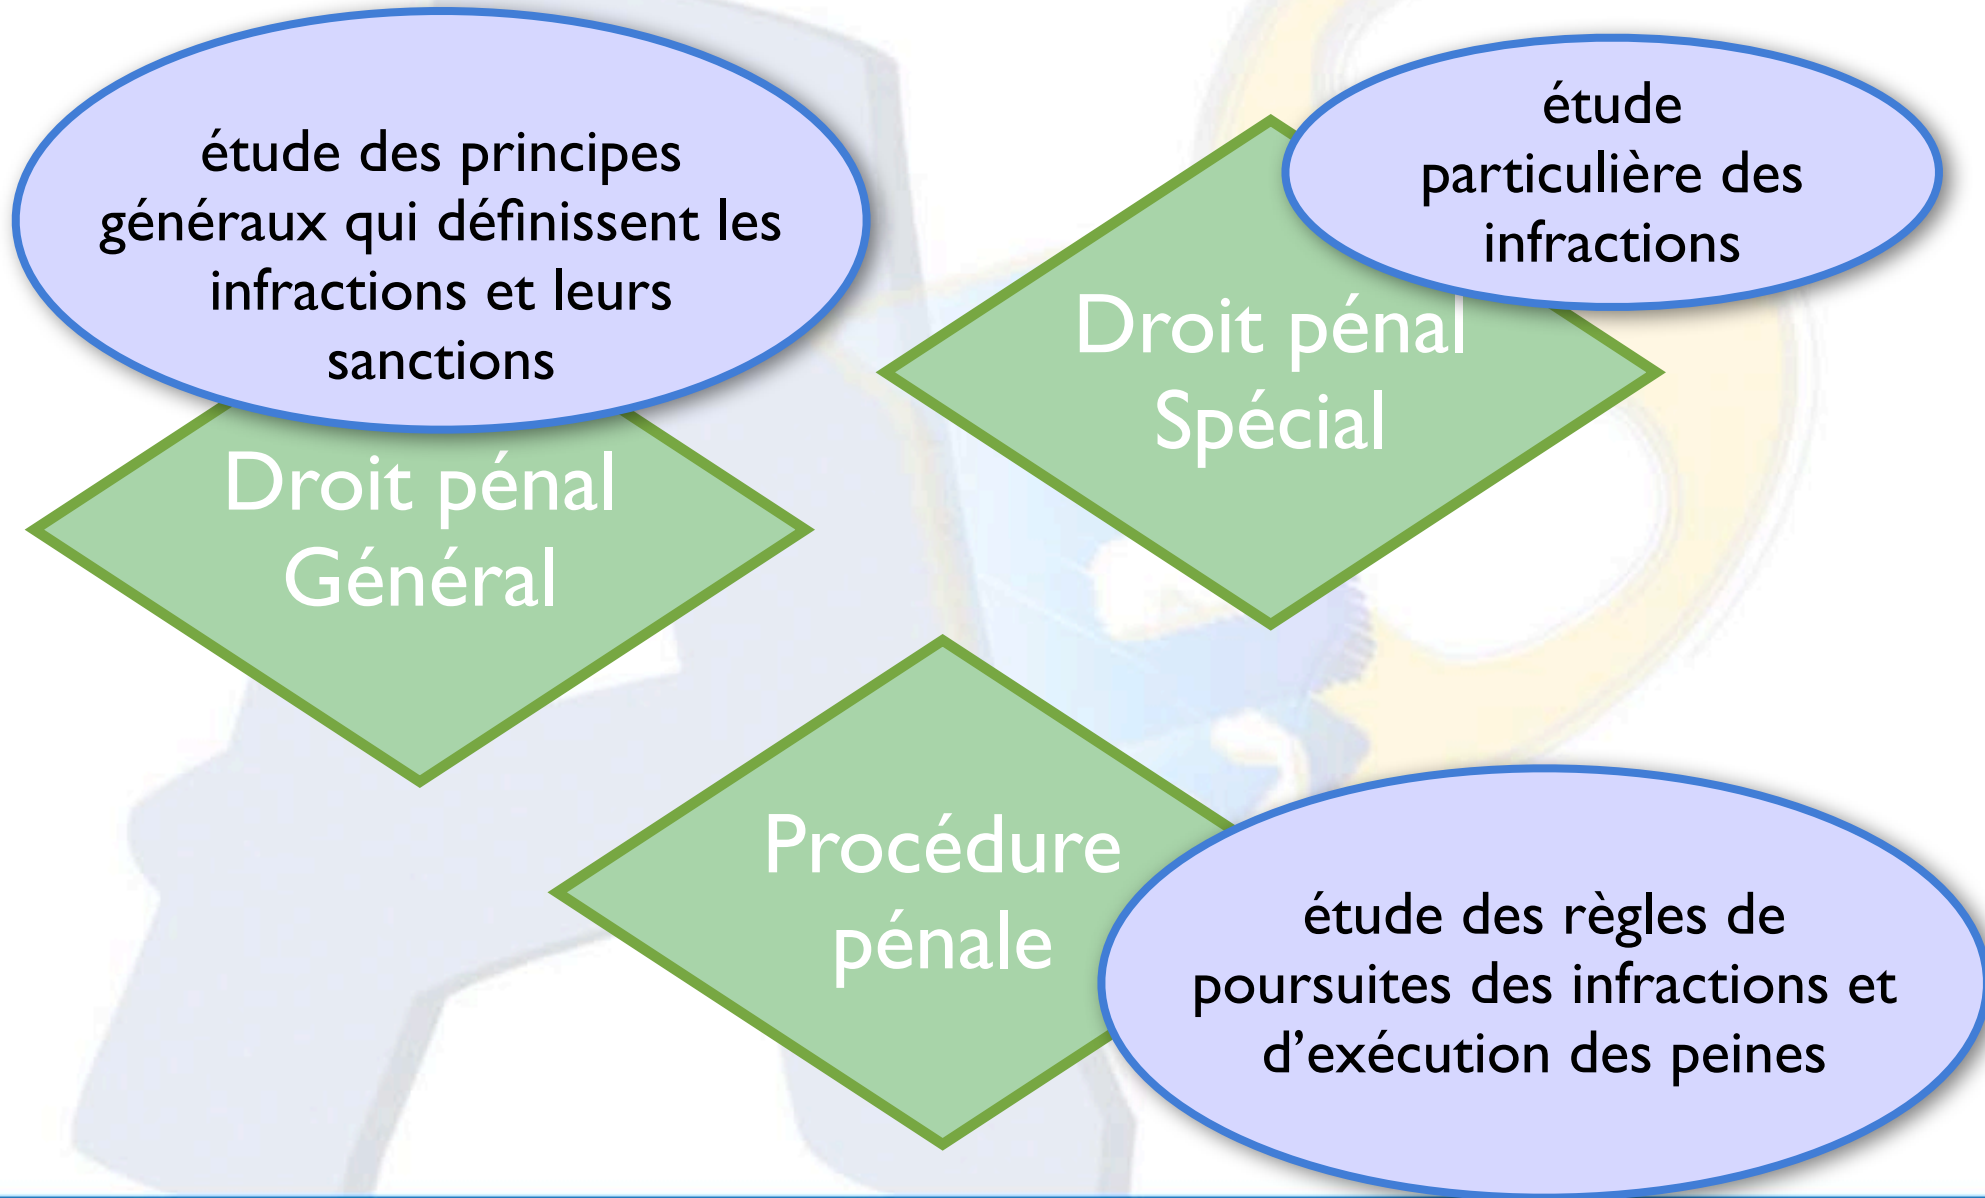 étude des principes
généraux qui définissent les
infractions et leurs
sanctions
Droit pénal
Général
étude
particulière des
infractions
Droit pénal
Spécial
Procédure
pénale
étude des règles de
poursuites des infractions et
d’exécution des peines